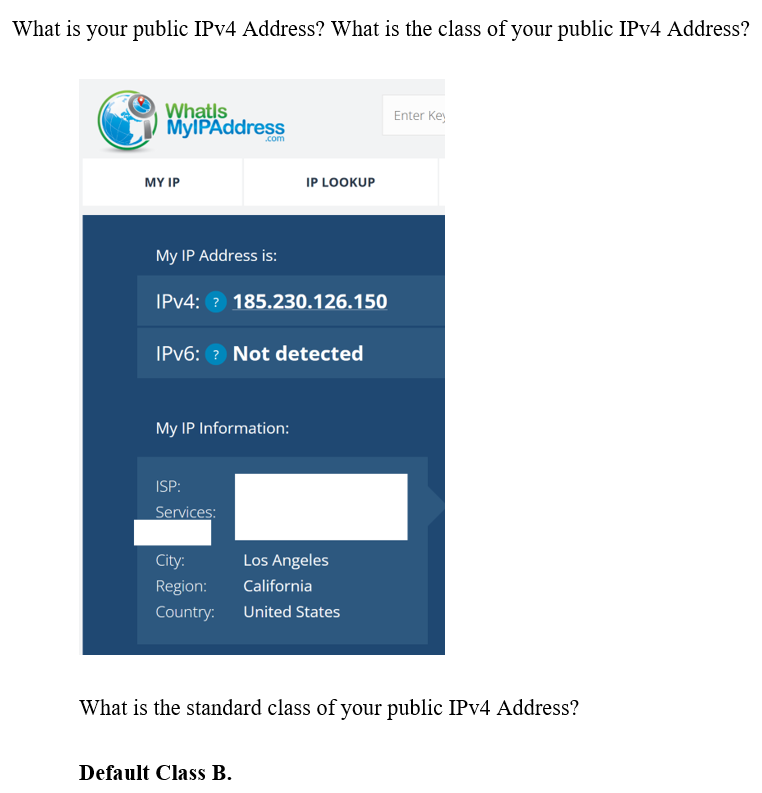 What is your public IPv4 Address? What is the class of your public IPv4 Address?
WhatIs
MyIPAddress
.com
Enter Key
MY IP
IP LOOKUP
My IP Address is:
IPv4: ? 185.230.126.150
IPv6: ? Not detected
My IP Information:
ISP:
Services:
City: Los Angeles
Region: California
Country: United States
What is the standard class of your public IPv4 Address?
Default Class B.